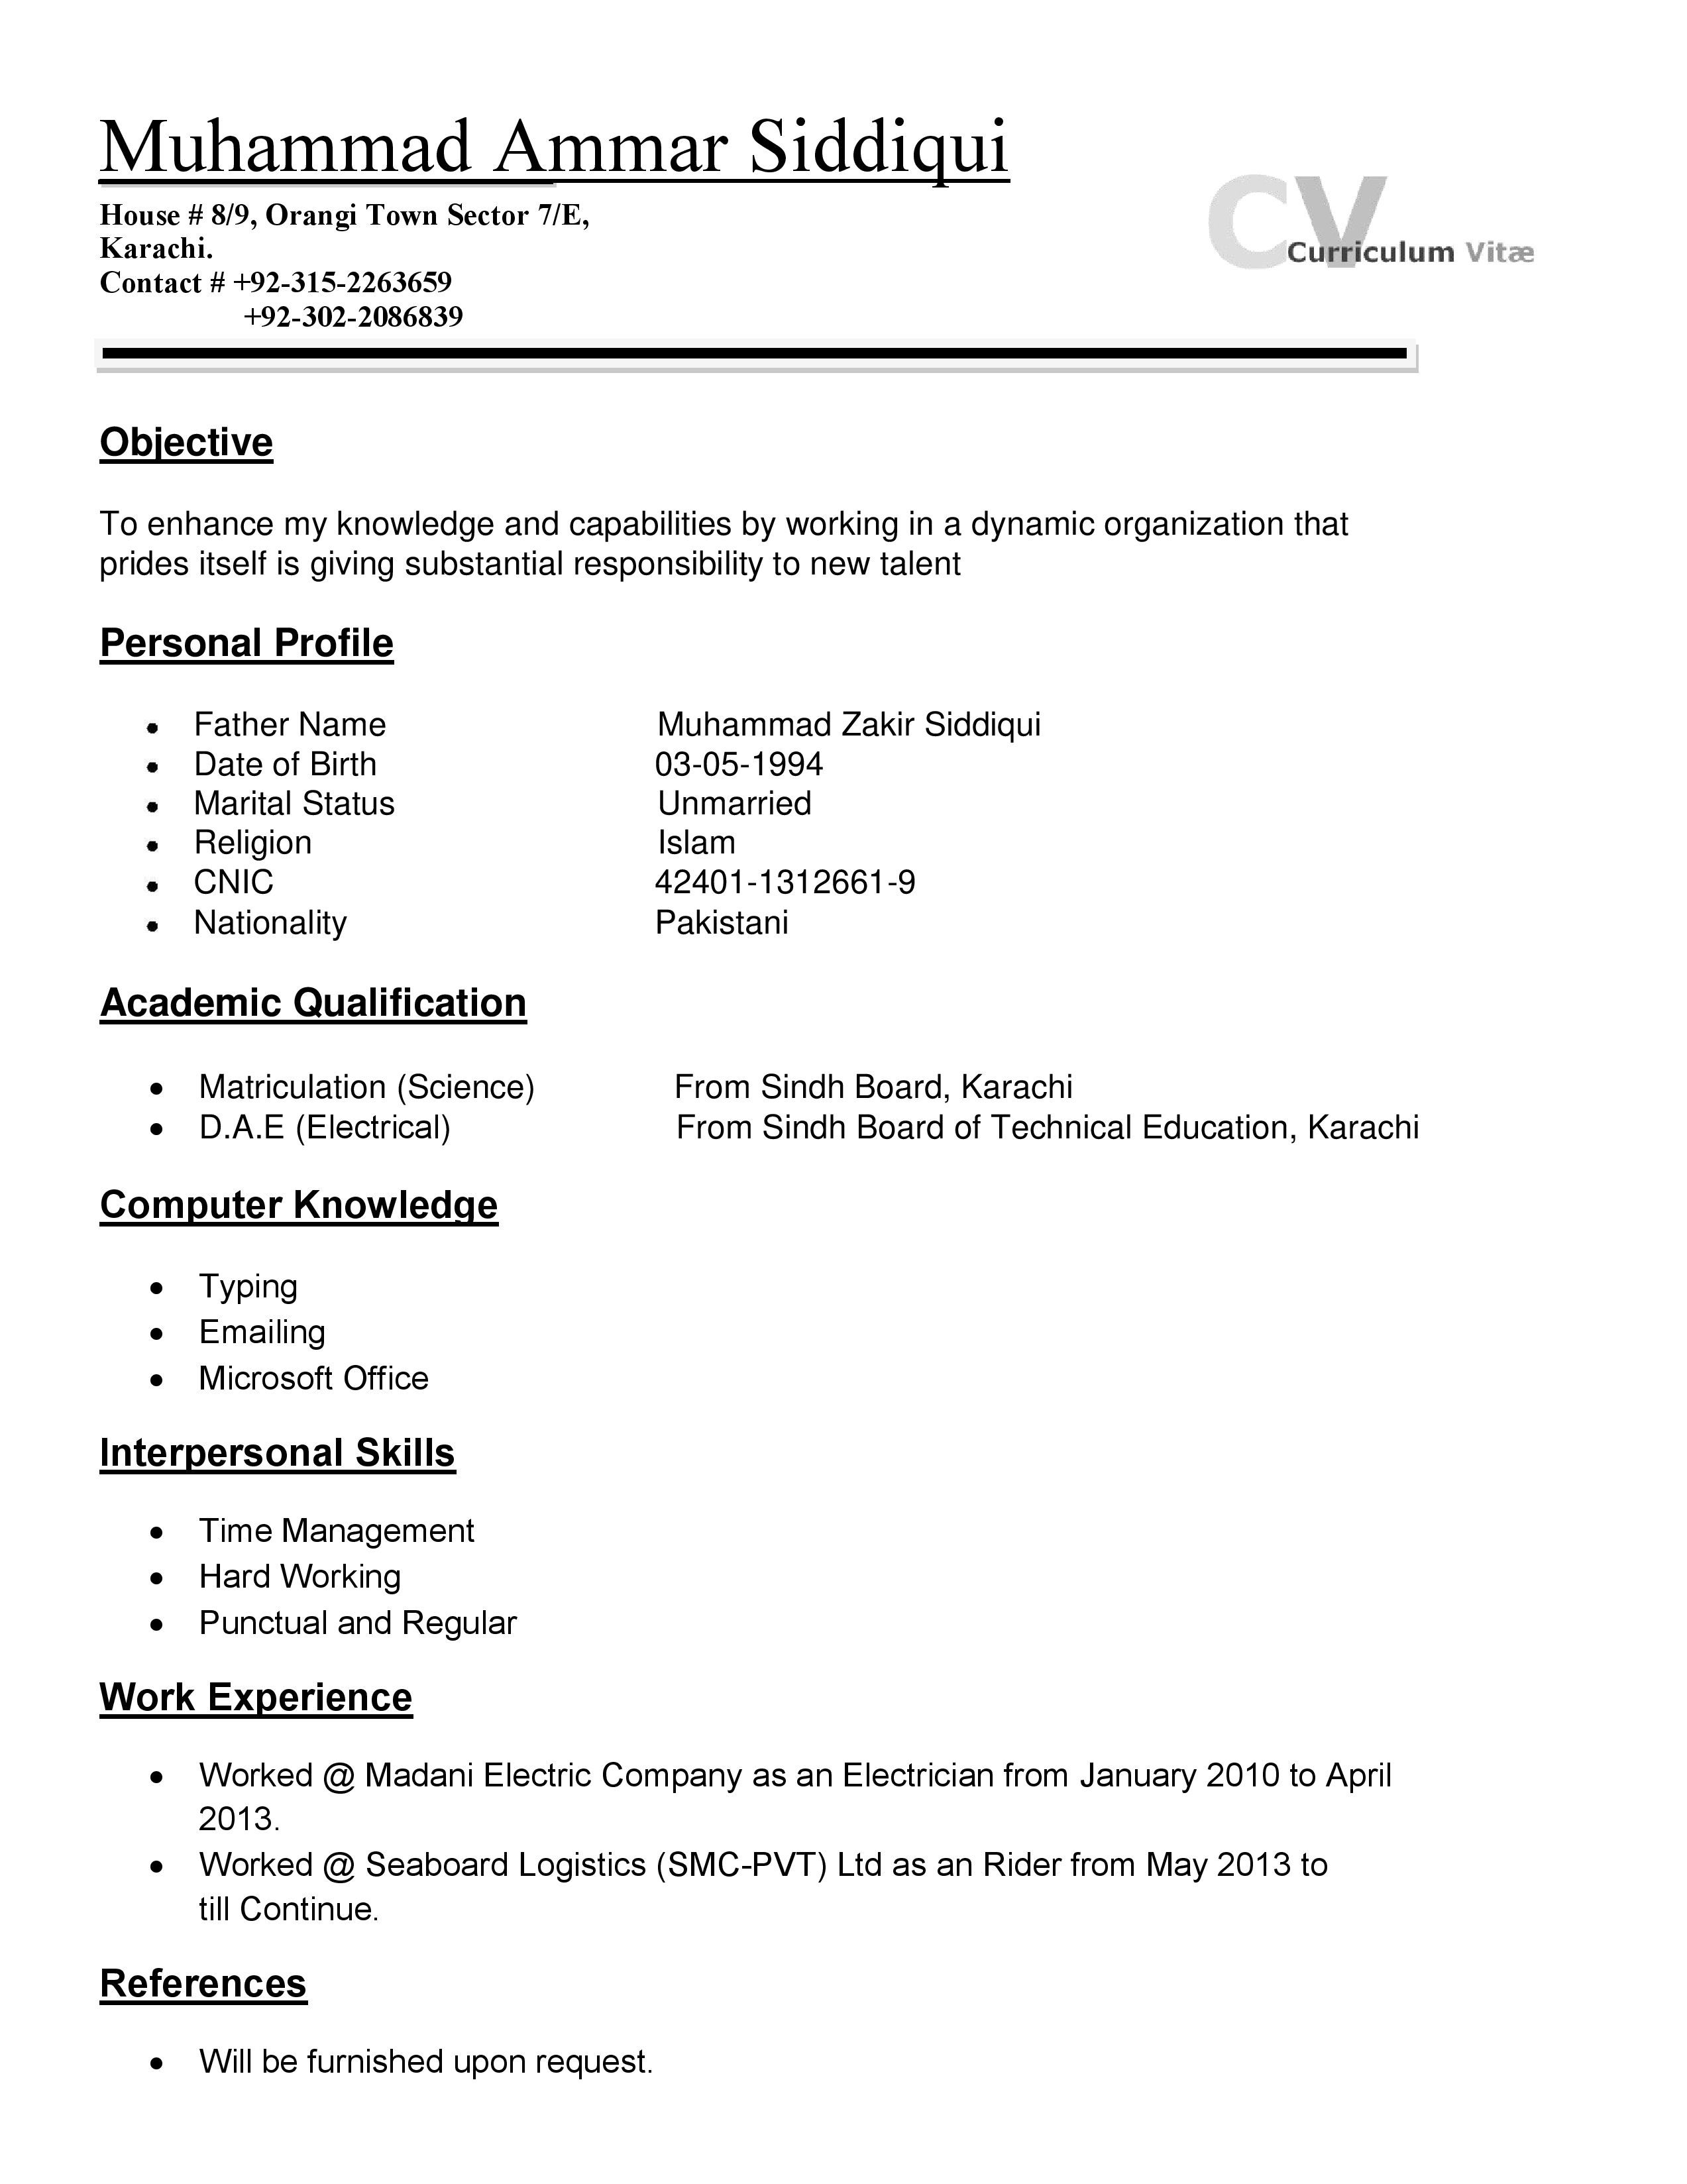 Muhammad Ammar Siddiqui
House # 8/9, Orangi Town Sector 7/E,
Karachi.
Contact # +92-315-2263659
+92-302-2086839
CV
Curriculum Vitæ
Objective
To enhance my knowledge and capabilities by working in a dynamic organization that
prides itself is giving substantial responsibility to new talent
Personal Profile
• Father Name Muhammad Zakir Siddiqui
• Date of Birth 03-05-1994
• Marital Status Unmarried
• Religion Islam
• CNIC 42401-1312661-9
• Nationality Pakistani
Academic Qualification
• Matriculation (Science) From Sindh Board, Karachi
• D.A.E (Electrical) From Sindh Board of Technical Education, Karachi
Computer Knowledge
• Typing
• Emailing
• Microsoft Office
Interpersonal Skills
• Time Management
• Hard Working
• Punctual and Regular
Work Experience
• Worked @ Madani Electric Company as an Electrician from January 2010 to April
2013.
• Worked @ Seaboard Logistics (SMC-PVT) Ltd as an Rider from May 2013 to
till Continue.
References
• Will be furnished upon request.